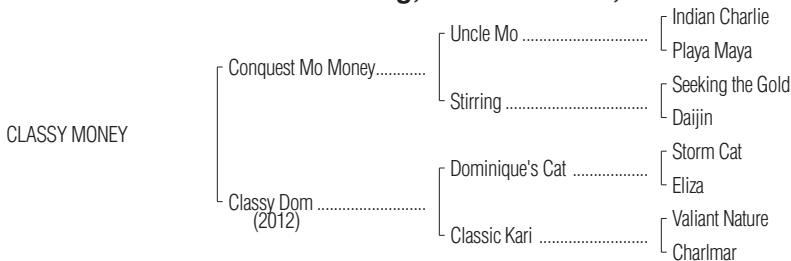 Indian Charlie
Uncle Mo ......................
Playa Maya
Conquest Mo Money............
Seeking the Gold
Stirring .........................
Daijin
CLASSY MONEY
Storm Cat
Dominique's Cat .............
Eliza
Classy Dom ...................
(2012)
Valiant Nature
Classic Kari ...................
Charlmar